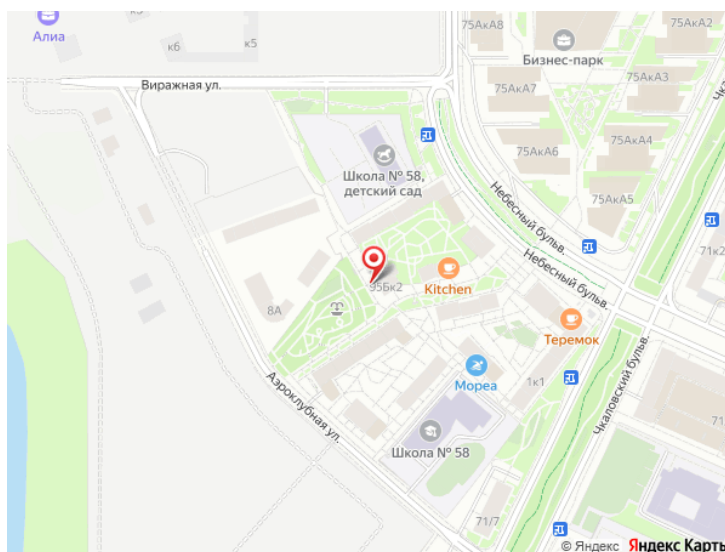 Алиа
к6
к5
Виражная ул.
75АкА8
Бизнес-парк
75АкА7
75АкА3
75АкА4
75АкА6
75АкА5
Школа № 58,
детский сад
Небесный бульв.
71к2
Небесный бульв.
95Бк2
Kitchen
8А
Теремок
1к1
Мореа
Чкаловский бульв.
Аэроклубная ул.
Школа № 58
71/7
© Яндекс Яндекс Карты